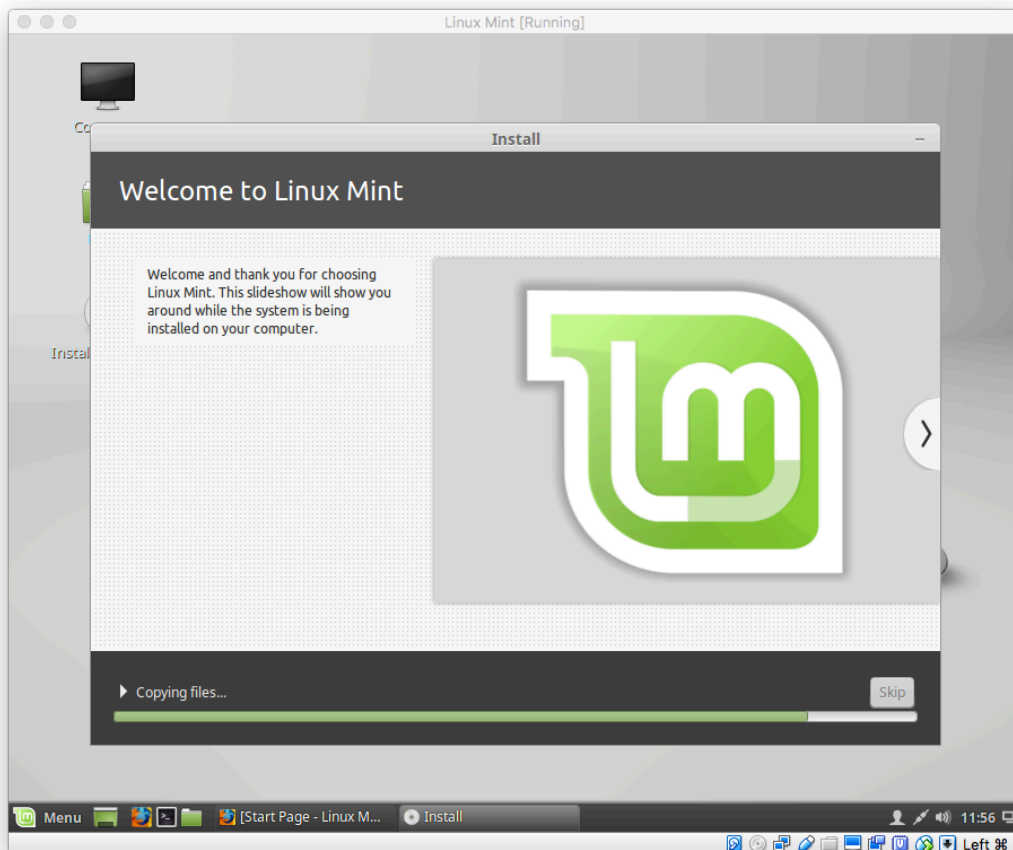 Linux Mint [Running]
Co
Install
Welcome to Linux Mint
Welcome and thank you for choosing
Linux Mint. This slideshow will show you
around while the system is being
installed on your computer.
Instal
Copying files...
Skip
Menu
[Start Page - Linux M...
Install
11:56
Left ⌘